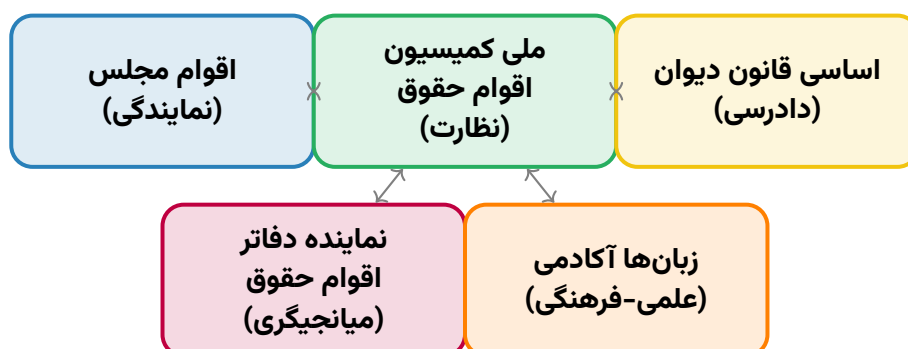 اساسی قانون دیوان
(دادرسی)
ملی کمیسیون
اقوام حقوق
(نظارت)
اقوام مجلس
(نمایندگی)
زبان‌ها آکادمی
(علمی-فرهنگی)
نماینده دفاتر
اقوام حقوق
(میانجیگری)